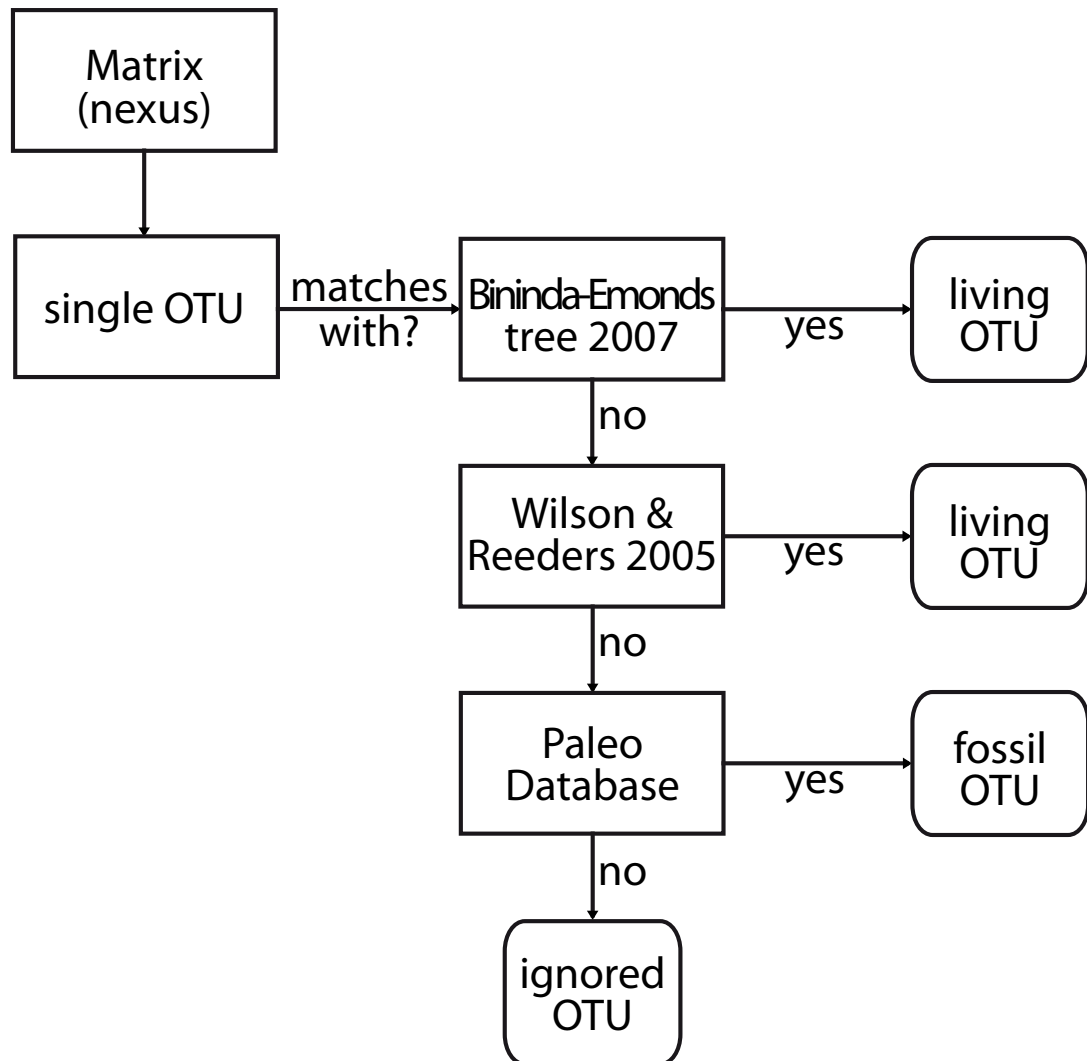 Matrix
(nexus)
single OTU
matches
with?
Bininda-Emonds
tree 2007
yes
living
OTU
no
Wilson &
Reeders 2005
yes
living
OTU
no
Paleo
Database
yes
fossil
OTU
no
ignored
OTU